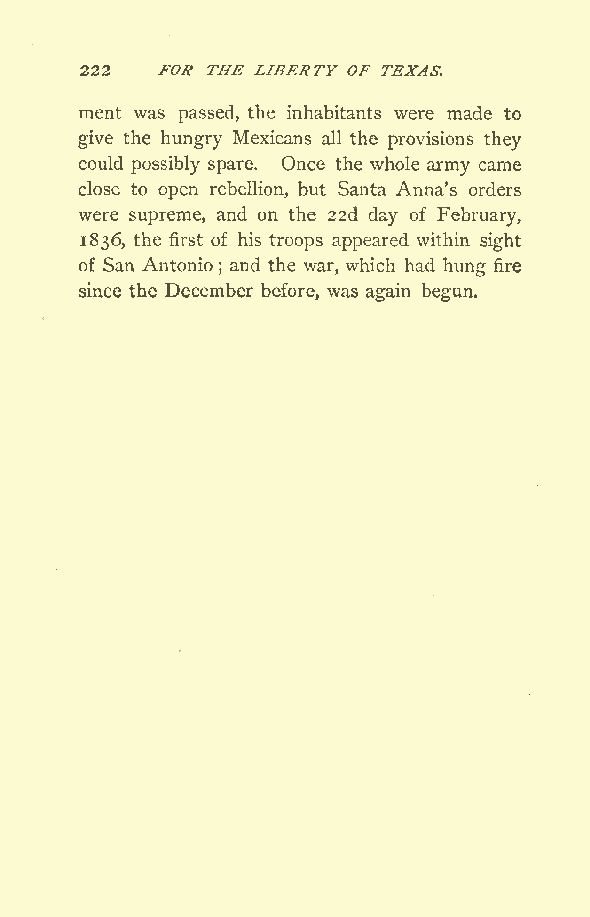 222 FOR THE LIBERTY OF TEXAS.
ment was passed, the inhabitants were made to
give the hungry Mexicans all the provisions they
could possibly spare. Once the whole army came
close to open rebellion, but Santa Anna's orders
were supreme, and on the 22d day of February,
1836, the first of his troops appeared within sight
of San Antonio; and the war, which had hung fire
since the December before, was again begun.